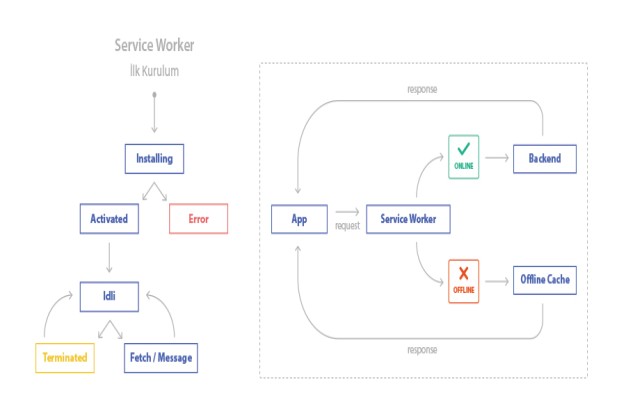 Service Worker
İlk Kurulum
Installing
Activated
Error
Idli
Terminated
Fetch / Message
response
ONLINE
Backend
App
request
Service Worker
OFFLINE
Offline Cache
response